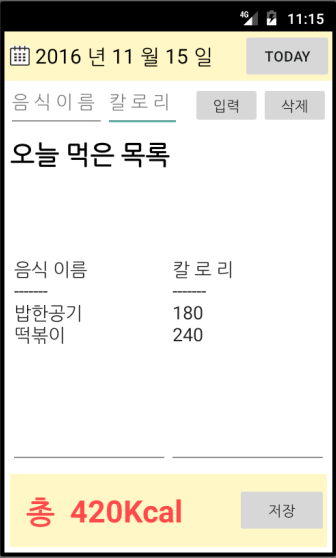 4G 11:15
2016 년 11 월 15 일 TODAY
음식이름 칼로리 입력 삭제
오늘 먹은 목록
음식 이름 칼 로 리
------- -------
밥한공기 180
떡볶이 240
총 420Kcal 저장